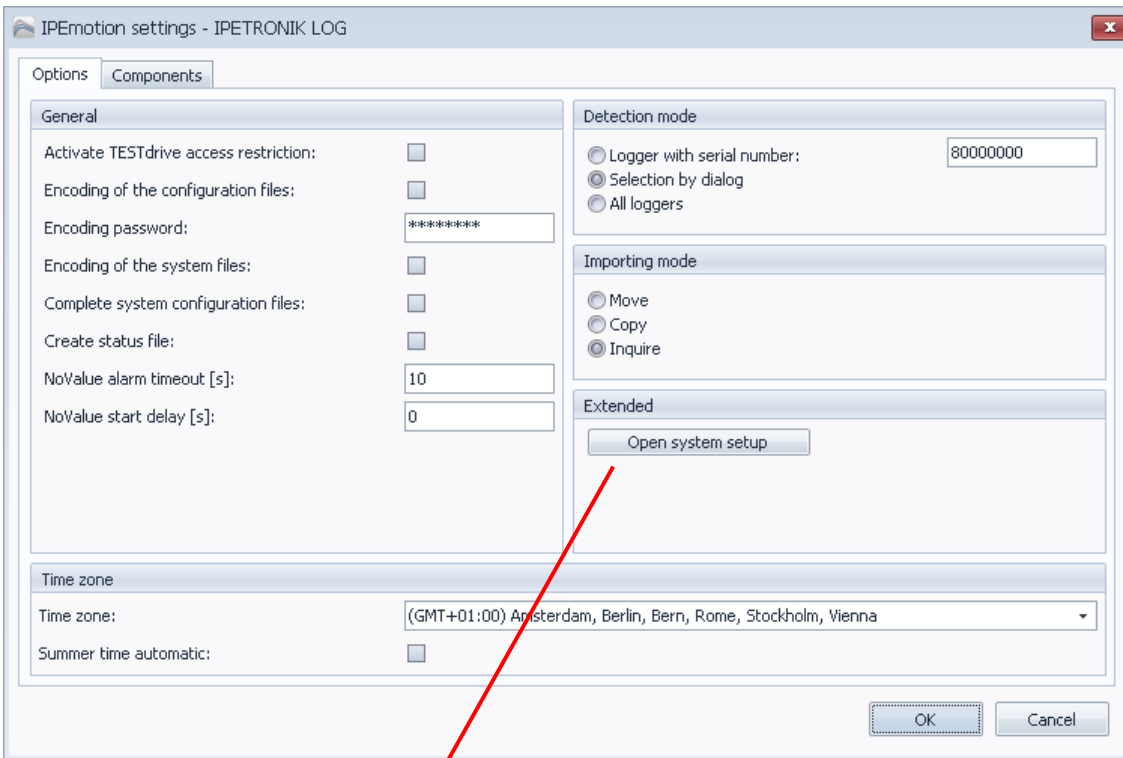 IPEmotion settings - IPETRONIK LOG
x
Options
Components
General
Activate TESTdrive access restriction:
Encoding of the configuration files:
Encoding password:
********
Encoding of the system files:
Complete system configuration files:
Create status file:
NoValue alarm timeout [s]:
10
NoValue start delay [s]:
0
Detection mode
Logger with serial number:
80000000
Selection by dialog
All loggers
Importing mode
Move
Copy
Inquire
Extended
Open system setup
Time zone
Time zone:
(GMT+01:00) Amsterdam, Berlin, Bern, Rome, Stockholm, Vienna
Summer time automatic:
OK
Cancel